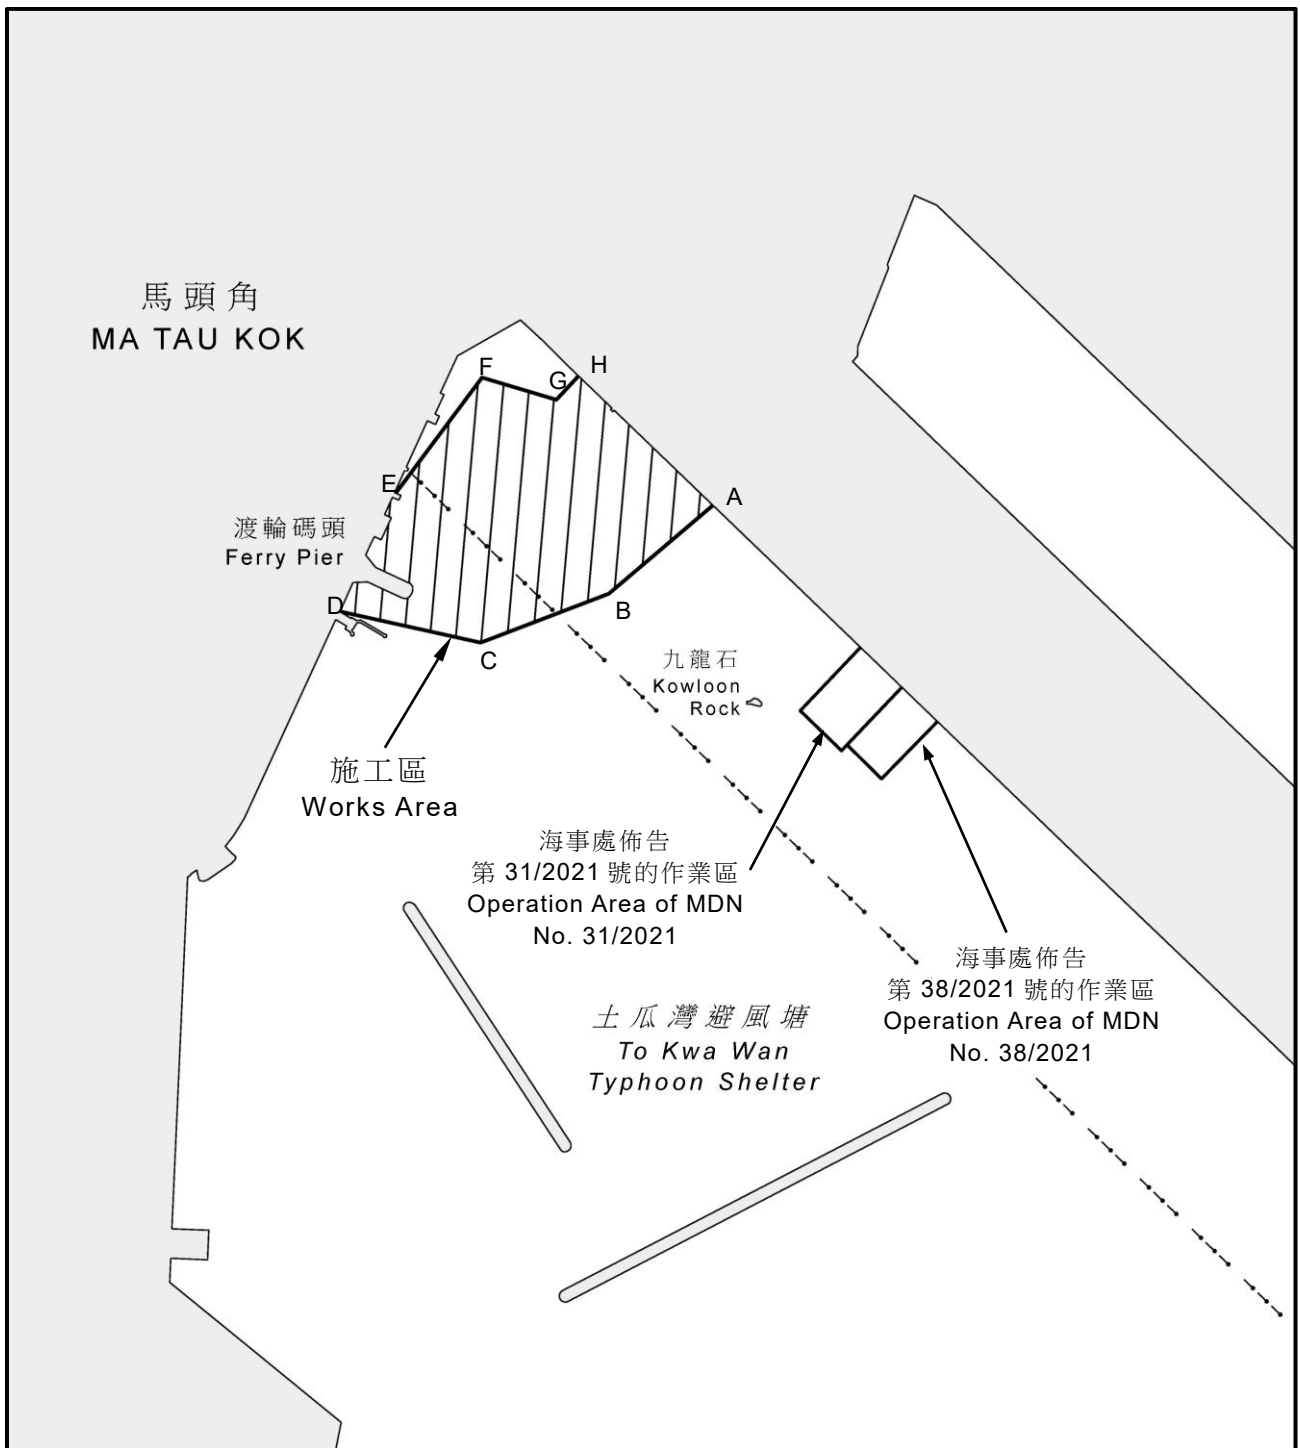 馬頭角
MA TAU KOK
F
G
H
E
A
渡輪碼頭
Ferry Pier
D
B
C
九龍石
Kowloon
Rock
施工區
Works Area
海事處佈告
第 31/2021 號的作業區
Operation Area of MDN
No. 31/2021
海事處佈告
第 38/2021 號的作業區
Operation Area of MDN
No. 38/2021
土瓜灣避風塘
To Kwa Wan
Typhoon Shelter